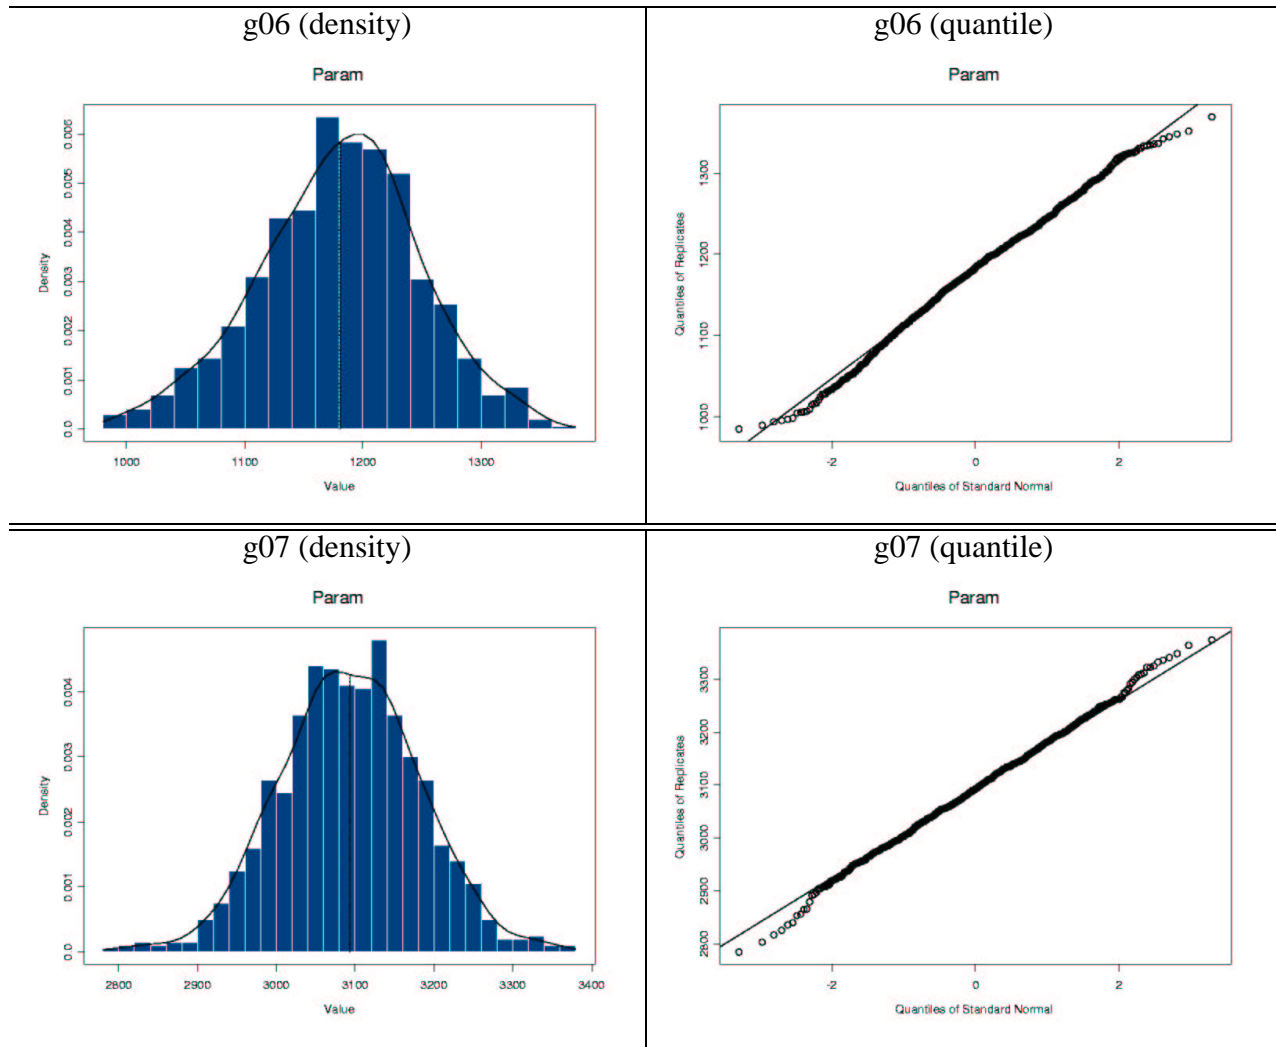 g06 (density)
Param
0.006
0.005
0.004
0.003
0.002
0.001
0.0
Density
1000 1100 1200 1300
Value
g06 (quantile)
Param
1300
1200
1100
1000
Quantiles of Replicates
-2 0 2
Quantiles of Standard Normal
g07 (density)
Param
0.004
0.003
0.002
0.001
0.0
Density
2800 2900 3000 3100 3200 3300 3400
Value
g07 (quantile)
Param
3300
3200
3100
3000
2900
2800
Quantiles of Replicates
-2 0 2
Quantiles of Standard Normal